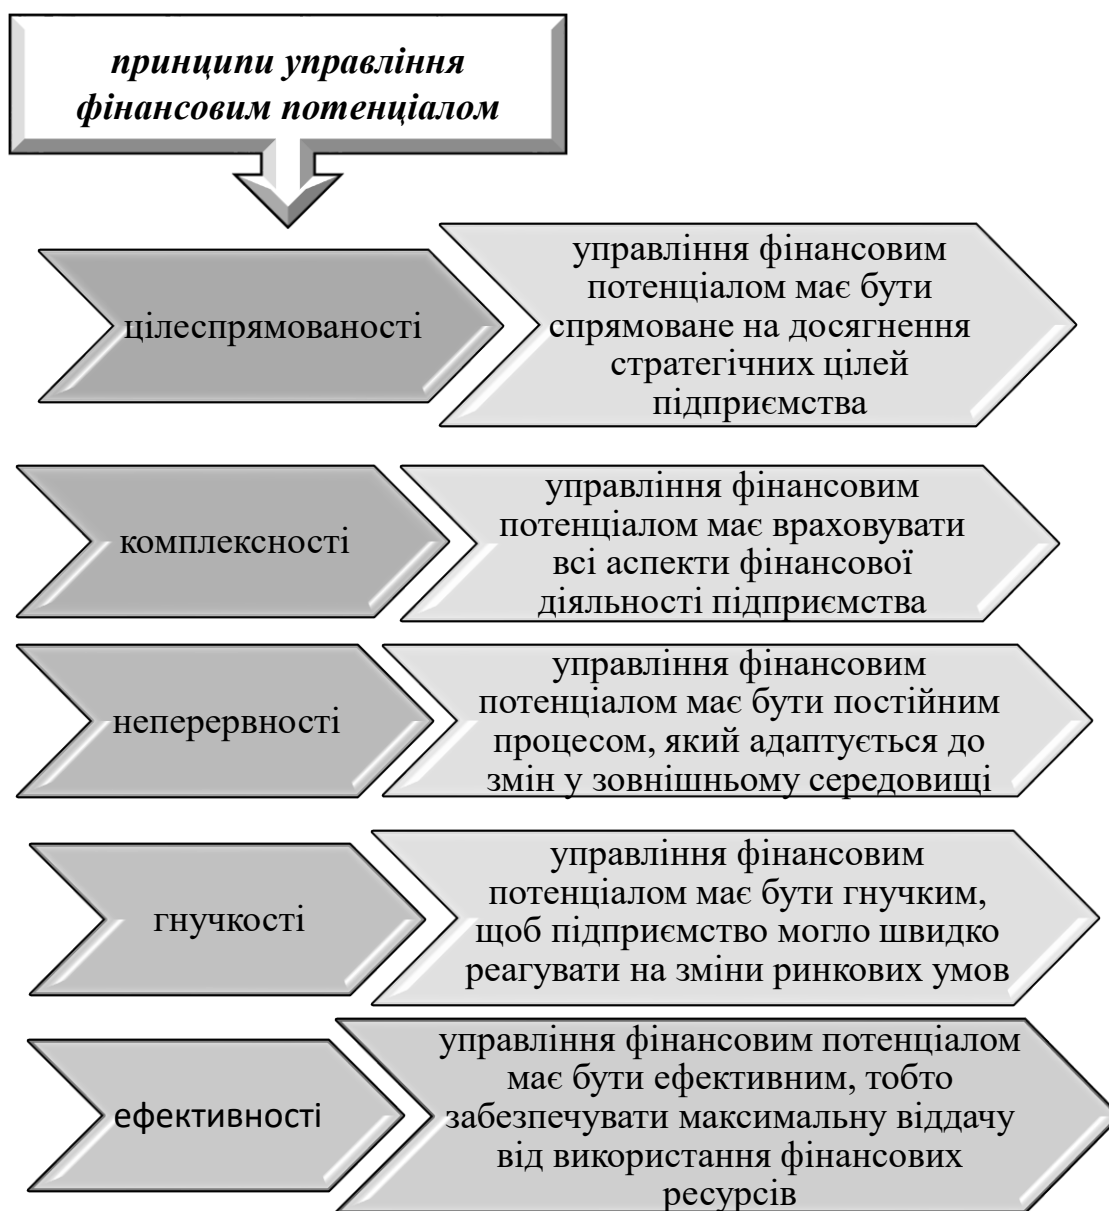 принципи управління
фінансовим потенціалом
цілеспрямованості
управління фінансовим
потенціалом має бути
спрямоване на досягнення
стратегічних цілей
підприємства
комплексності
управління фінансовим
потенціалом має враховувати
всі аспекти фінансової
діяльності підприємства
неперервності
управління фінансовим
потенціалом має бути постійним
процесом, який адаптується до
змін у зовнішньому середовищі
гнучкості
управління фінансовим
потенціалом має бути гнучким,
щоб підприємство могло швидко
реагувати на зміни ринкових умов
ефективності
управління фінансовим потенціалом
має бути ефективним, тобто
забезпечувати максимальну віддачу
від використання фінансових
ресурсів